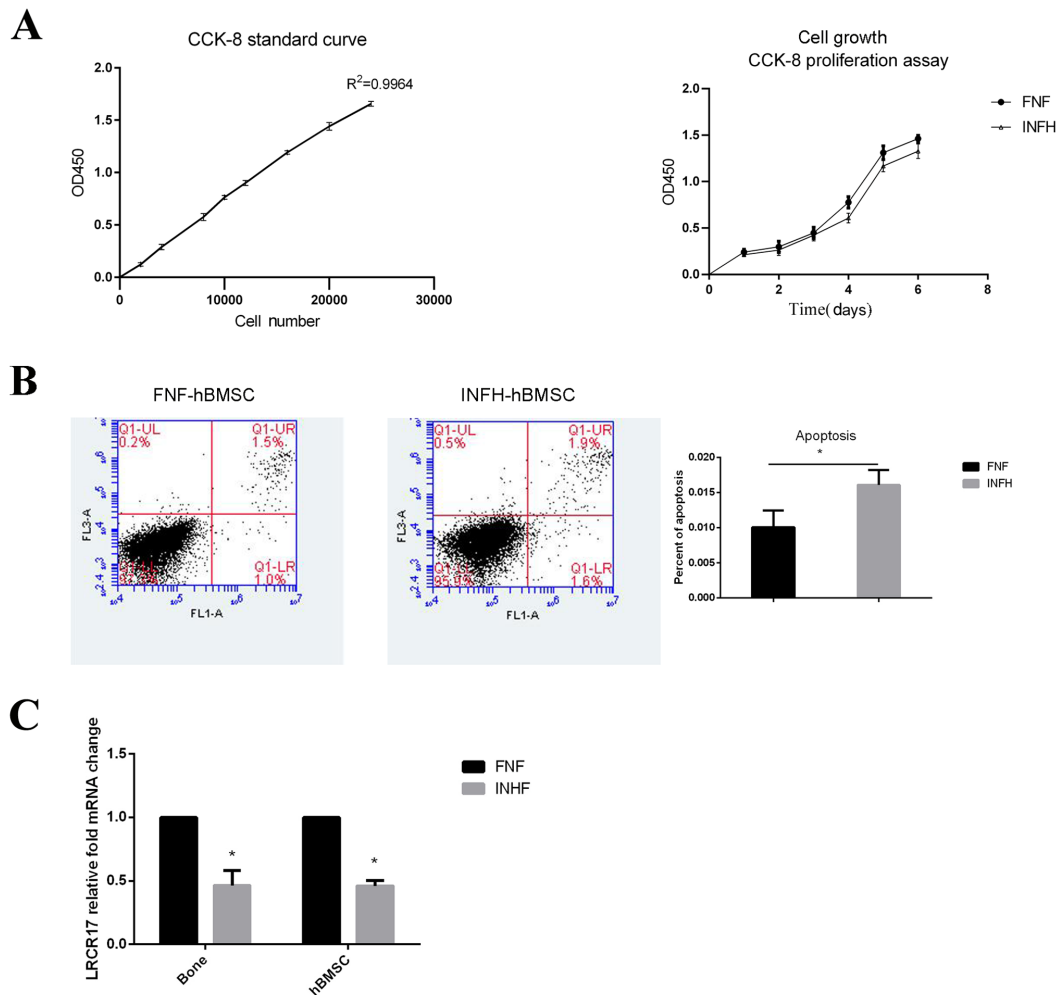 A
CCK-8 standard curve
2.0
1.5
1.0
0.5
0.0
OD450
R2=0.9964
0 10000 20000 30000
Cell number
Cell growth
CCK-8 proliferation assay
2.0
1.5
1.0
0.5
0.0
OD450
0 2 4 6 8
Time(days)
FNF
INFH
B
FNF-hBMSC
Q1-UL
0.2%
Q1-UR
1.5%
Q1-LR
1.0%
FL3-A
FL1-A
INFH-hBMSC
Q1-UL
0.5%
Q1-UR
1.9%
Q1-LR
1.6%
FL3-A
FL1-A
Apoptosis
*
0.020
0.015
0.010
0.005
0.000
Percent of apoptosis
FNF
INFH
C
1.5
1.0
0.5
0.0
LRCR17 relative fold mRNA change
* *
Bone
hBMSC
FNF
INHF